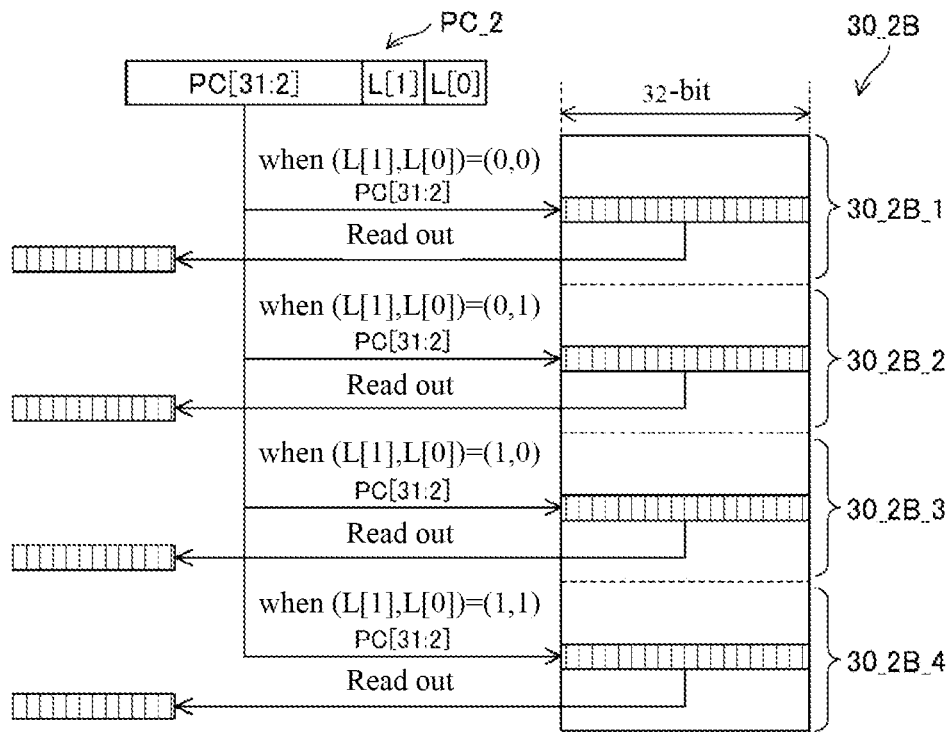 PC_2
30_2B
PC[31:2] L[1] L[0]
32-bit
when (L[1],L[0])=(0,0)
PC[31:2]
30_2B_1
Read out
when (L[1],L[0])=(0,1)
PC[31:2]
30_2B_2
Read out
when (L[1],L[0])=(1,0)
PC[31:2]
30_2B_3
Read out
when (L[1],L[0])=(1,1)
PC[31:2]
30_2B_4
Read out